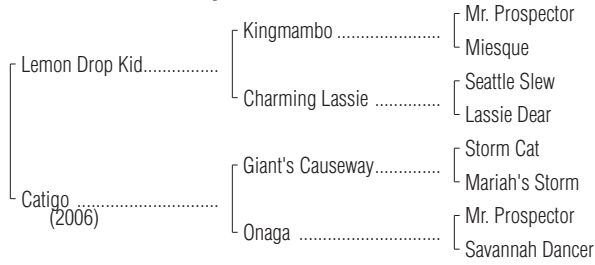 Mr. Prospector
Kingmambo ..................
Miesque
Lemon Drop Kid...............
Seattle Slew
Charming Lassie ..............
Lassie Dear
Storm Cat
Giant's Causeway..............
Mariah's Storm
Catigo ............................
(2006)
Mr. Prospector
Onaga ............................
Savannah Dancer